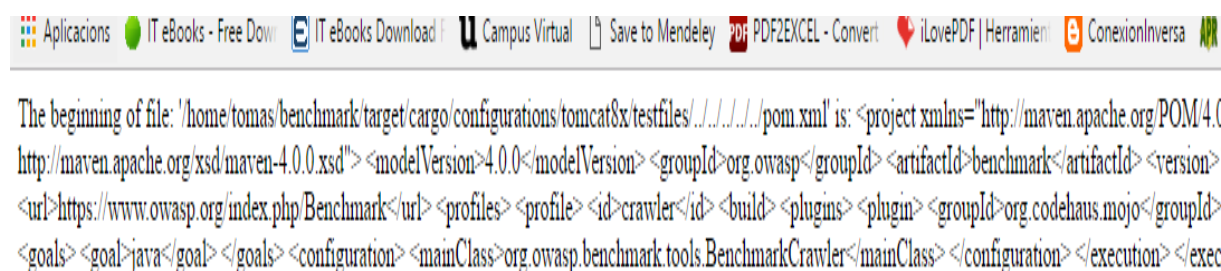 Aplicacions IT eBooks - Free Dow IT eBooks Download Campus Virtual Save to Mendeley PDF PDF2EXCEL - Convert iLovePDF | Herramien ConexionInversa APR
The beginning of file: '/home/tomas/benchmark/target/cargo/configurations/tomcat8x/testfiles/../../../../../pom.xml' is: <project xmlns="http://maven.apache.org/POM/4.0
http://maven.apache.org/xsd/maven-4.0.0.xsd"> <modelVersion>4.0.0</modelVersion> <groupId>org.owasp</groupId> <artifactId>benchmark</artifactId> <version>
<url>https://www.owasp.org/index.php/Benchmark</url> <profiles> <profile> <id>crawler</id> <build> <plugins> <plugin> <groupId>org.codehaus.mojo</groupId>
<goals> <goal>java</goal> </goals> <configuration> <mainClass>org.owasp.benchmark.tools.BenchmarkCrawler</mainClass> </configuration> </execution> </exec